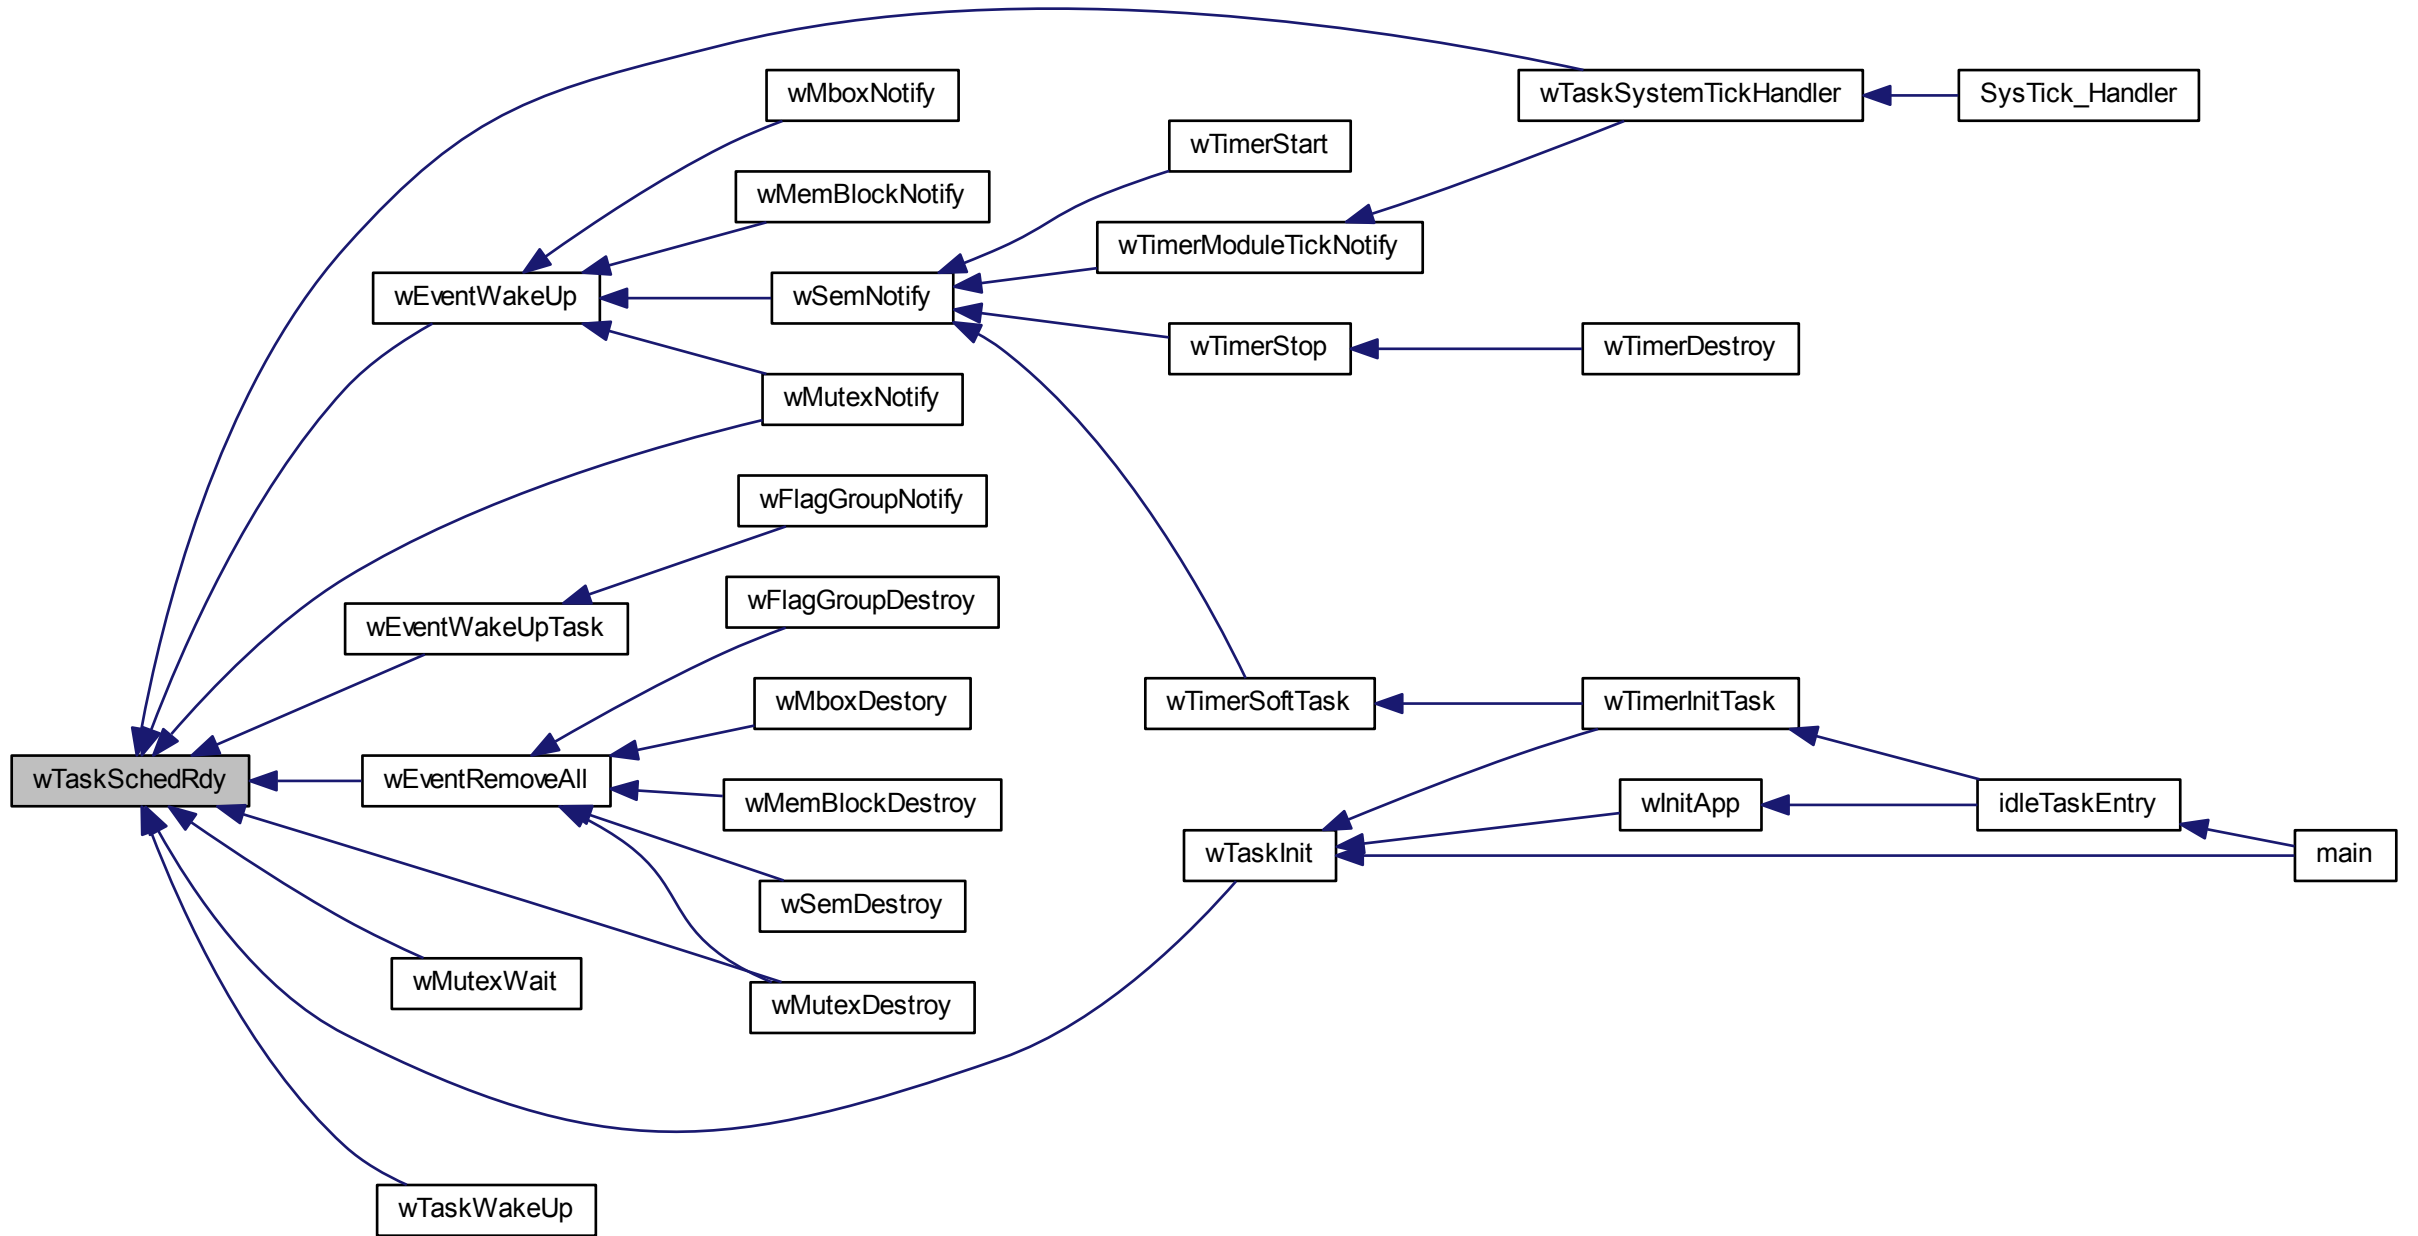 wTaskSystemTickHandler
SysTick_Handler
wMboxNotify
wTimerStart
wMemBlockNotify
wTimerModuleTickNotify
wEventWakeUp
wSemNotify
wTimerStop
wTimerDestroy
wMutexNotify
wFlagGroupNotify
wFlagGroupDestroy
wEventWakeUpTask
wMboxDestory
wTimerSoftTask
wTimerInitTask
wTaskSchedRdy
wEventRemoveAll
wMemBlockDestroy
wInitApp
idleTaskEntry
wTaskInit
main
wSemDestroy
wMutexWait
wMutexDestroy
wTaskWakeUp